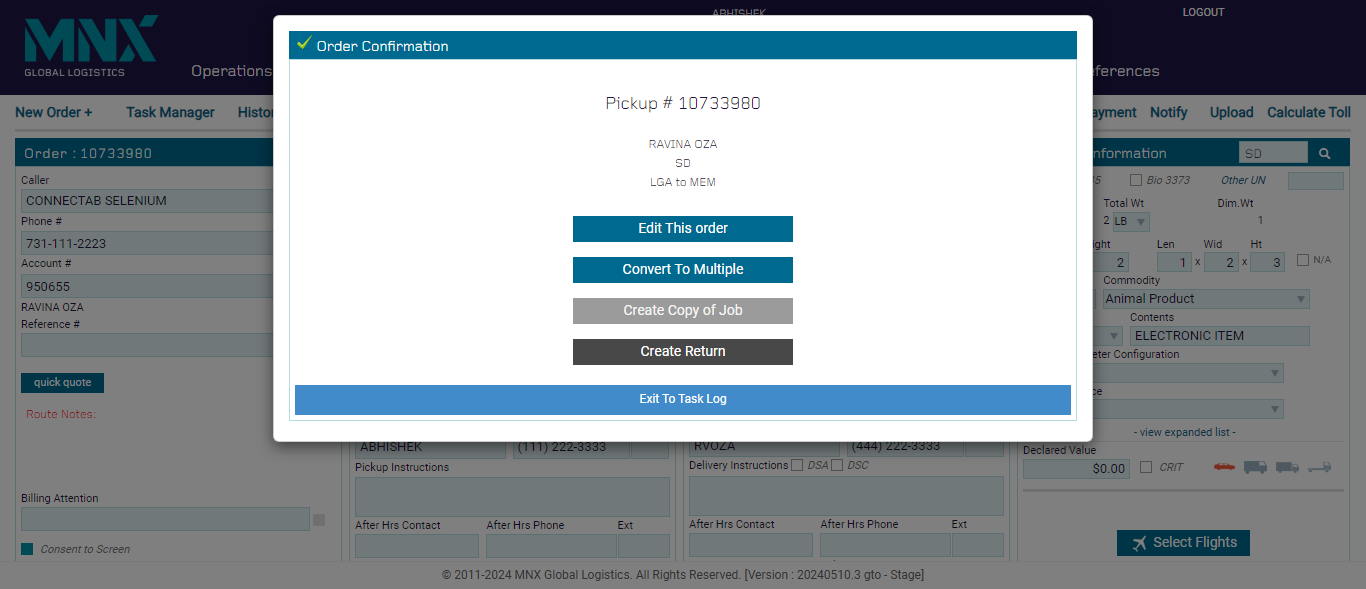 ABHISHEK
LOGOUT
MNX
GLOBAL LOGISTICS
Operations
ferences
New Order +
Task Manager
Histo
ayment
Notify
Upload
Calculate Toll
Order Confirmation
Pickup # 10733980
RAVINA OZA
SD
LGA to MEM
Edit This order
Convert To Multiple
Create Copy of Job
Create Return
Exit To Task Log
Order : 10733980
Caller
CONNECTAB SELENIUM
Phone #
731-111-2223
Account #
950655
RAVINA OZA
Reference #
quick quote
Route Notes:
Billing Attention
Consent to Screen
ABHISHEK
(111) 222-3333
Pickup Instructions
After Hrs Contact
After Hrs Phone
Ext
RVOZA
(444) 222-3333
Delivery Instructions
DSA
DSC
After Hrs Contact
After Hrs Phone
Ext
nformation
SD
Bio 3373
Other UN
Total Wt
Dim.Wt
2 LB
1
ight
Len
Wid
Ht
2
1 x 2 x 3
N/A
Commodity
Animal Product
Contents
ELECTRONIC ITEM
eter Configuration
ce
- view expanded list -
Declared Value
$0.00
CRIT
Select Flights
© 2011-2024 MNX Global Logistics. All Rights Reserved. [Version : 20240510.3 gto - Stage]